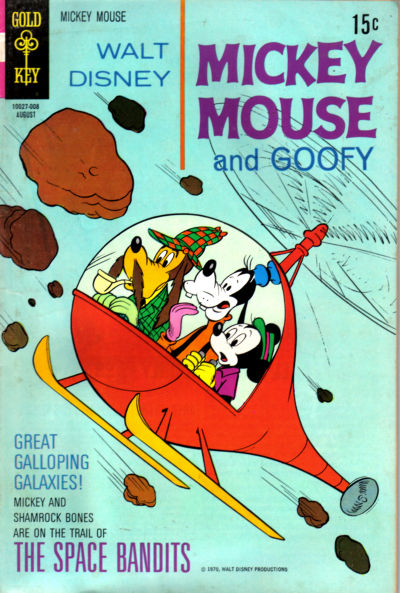 GOLD
KEY
MICKEY MOUSE
15c
10027-008
AUGUST
WALT
DISNEY
MICKEY
MOUSE
and GOOFY
GREAT
GALLOPING
GALAXIES!
MICKEY AND
SHAMROCK BONES
ARE ON THE TRAIL OF
THE SPACE BANDITS
© 1970, WALT DISNEY PRODUCTIONS